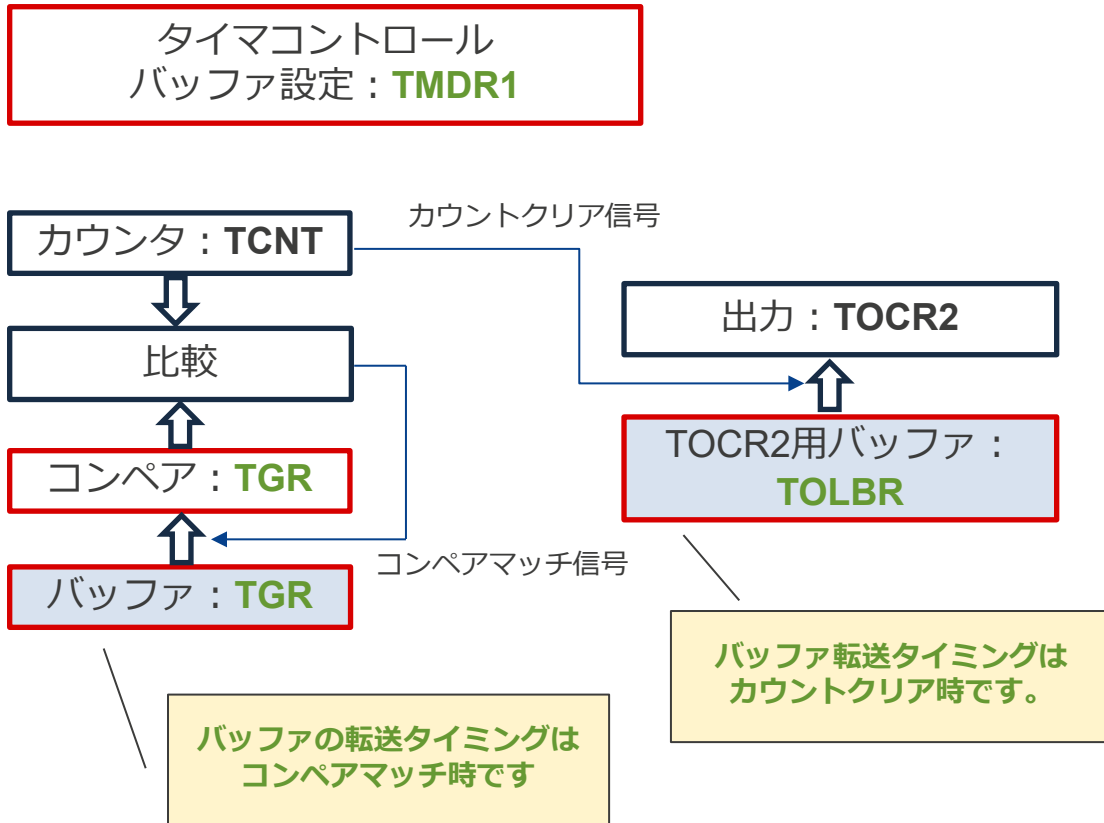 タイマコントロール
バッファ設定：TMDR1
カウントクリア信号
カウンタ：TCNT
比較
コンペア：TGR
バッファ：TGR
コンペアマッチ信号
出力：TOCR2
TOCR2用バッファ：
TOLBR
バッファ転送タイミングは
カウントクリア時です。
バッファの転送タイミングは
コンペアマッチ時です